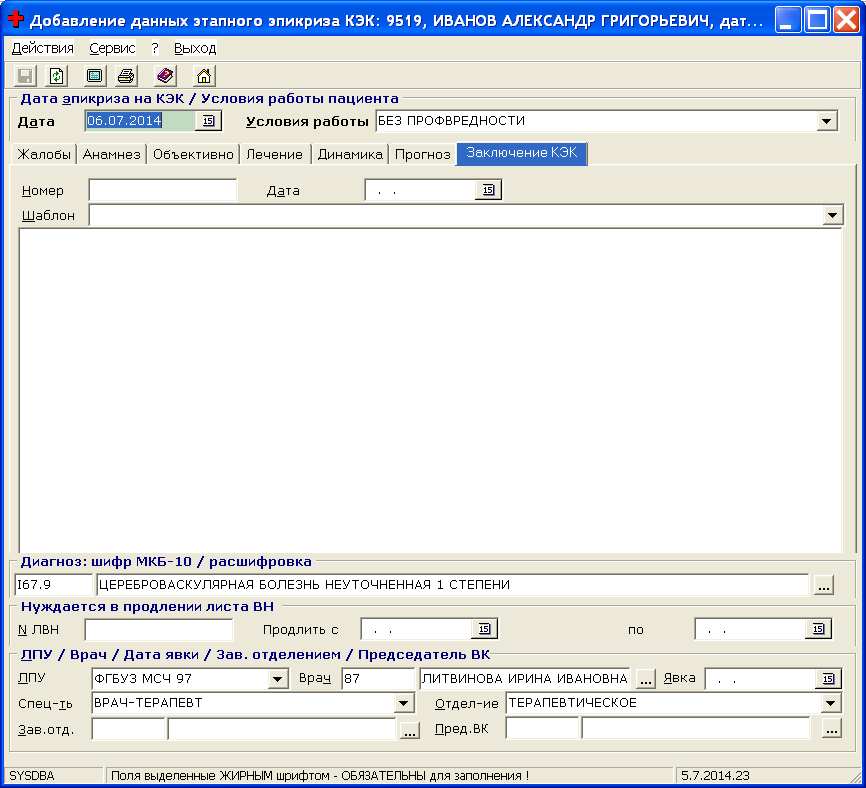 Добавление данных этапного эпикриза КЭК: 9519, ИВАНОВ АЛЕКСАНДР ГРИГОРЬЕВИЧ, дат...
Действия Сервис ? Выход
Дата эпикриза на КЭК / Условия работы пациента
Дата 06.07.2014 15 Условия работы БЕЗ ПРОФВРЕДНОСТИ
Жалобы Анамнез Объективно Лечение Динамика Прогноз Заключение КЭК
Номер Дата . . 15
Шаблон
Диагноз: шифр МКБ-10 / расшифровка
I67.9 ЦЕРЕБРОВАСКУЛЯРНАЯ БОЛЕЗНЬ НЕУТОЧНЕННАЯ 1 СТЕПЕНИ ...
Нуждается в продлении листа ВН
N ЛВН Продлить с . . 15 по . . 15
ЛПУ / Врач / Дата явки / Зав. отделением / Председатель ВК
ЛПУ ФГБУЗ МСЧ 97 Врач 87 ЛИТВИНОВА ИРИНА ИВАНОВНА ... Явка . . 15
Спец-ть ВРАЧ-ТЕРАПЕВТ Отдел-ие ТЕРАПЕВТИЧЕСКОЕ
Зав.отд. ... Пред.ВК ...
SYSDBA Поля выделенные ЖИРНЫМ шрифтом - ОБЯЗАТЕЛЬНЫ для заполнения ! 5.7.2014.23